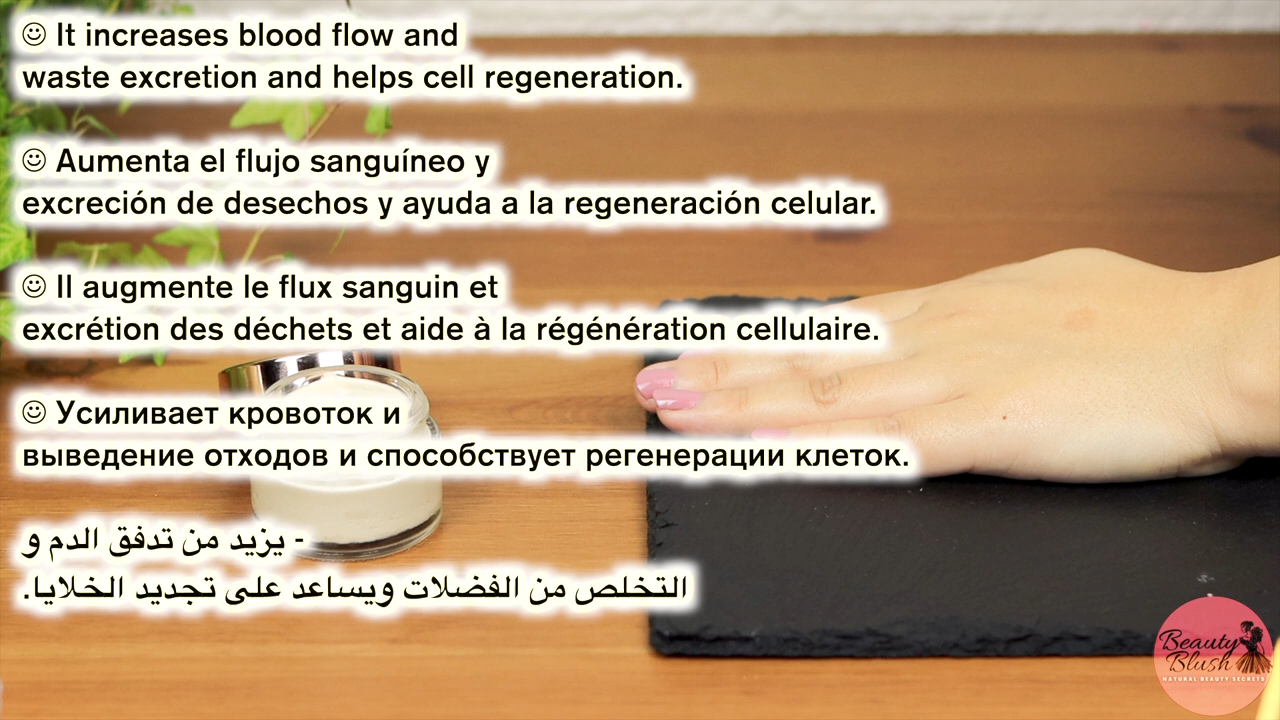 ☺ It increases blood flow and
waste excretion and helps cell regeneration.
☺ Aumenta el flujo sanguíneo y
excreción de desechos y ayuda a la regeneración celular.
☺ Il augmente le flux sanguin et
excrétion des déchets et aide à la régénération cellulaire.
☺ Усиливает кровоток и
выведение отходов и способствует регенерации клеток.
- يزيد من تدفق الدم و
التخلص من الفضلات ويساعد على تجديد الخلايا.
Beauty
Blush
NATURAL BEAUTY SECRETS